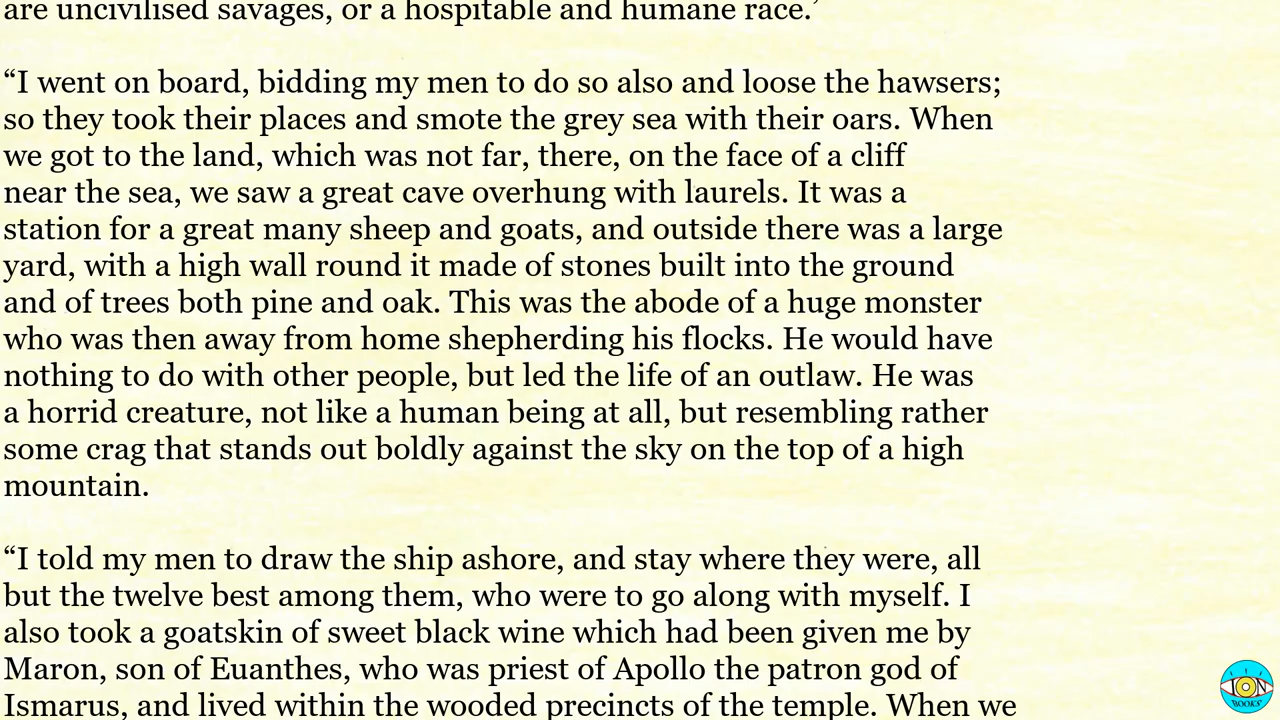 are uncivilised savages, or a hospitable and humane race.’
“I went on board, bidding my men to do so also and loose the hawsers;
so they took their places and smote the grey sea with their oars. When
we got to the land, which was not far, there, on the face of a cliff
near the sea, we saw a great cave overhung with laurels. It was a
station for a great many sheep and goats, and outside there was a large
yard, with a high wall round it made of stones built into the ground
and of trees both pine and oak. This was the abode of a huge monster
who was then away from home shepherding his flocks. He would have
nothing to do with other people, but led the life of an outlaw. He was
a horrid creature, not like a human being at all, but resembling rather
some crag that stands out boldly against the sky on the top of a high
mountain.
“I told my men to draw the ship ashore, and stay where they were, all
but the twelve best among them, who were to go along with myself. I
also took a goatskin of sweet black wine which had been given me by
Maron, son of Euanthes, who was priest of Apollo the patron god of
Ismarus, and lived within the wooded precincts of the temple. When we
ION
BOOKS